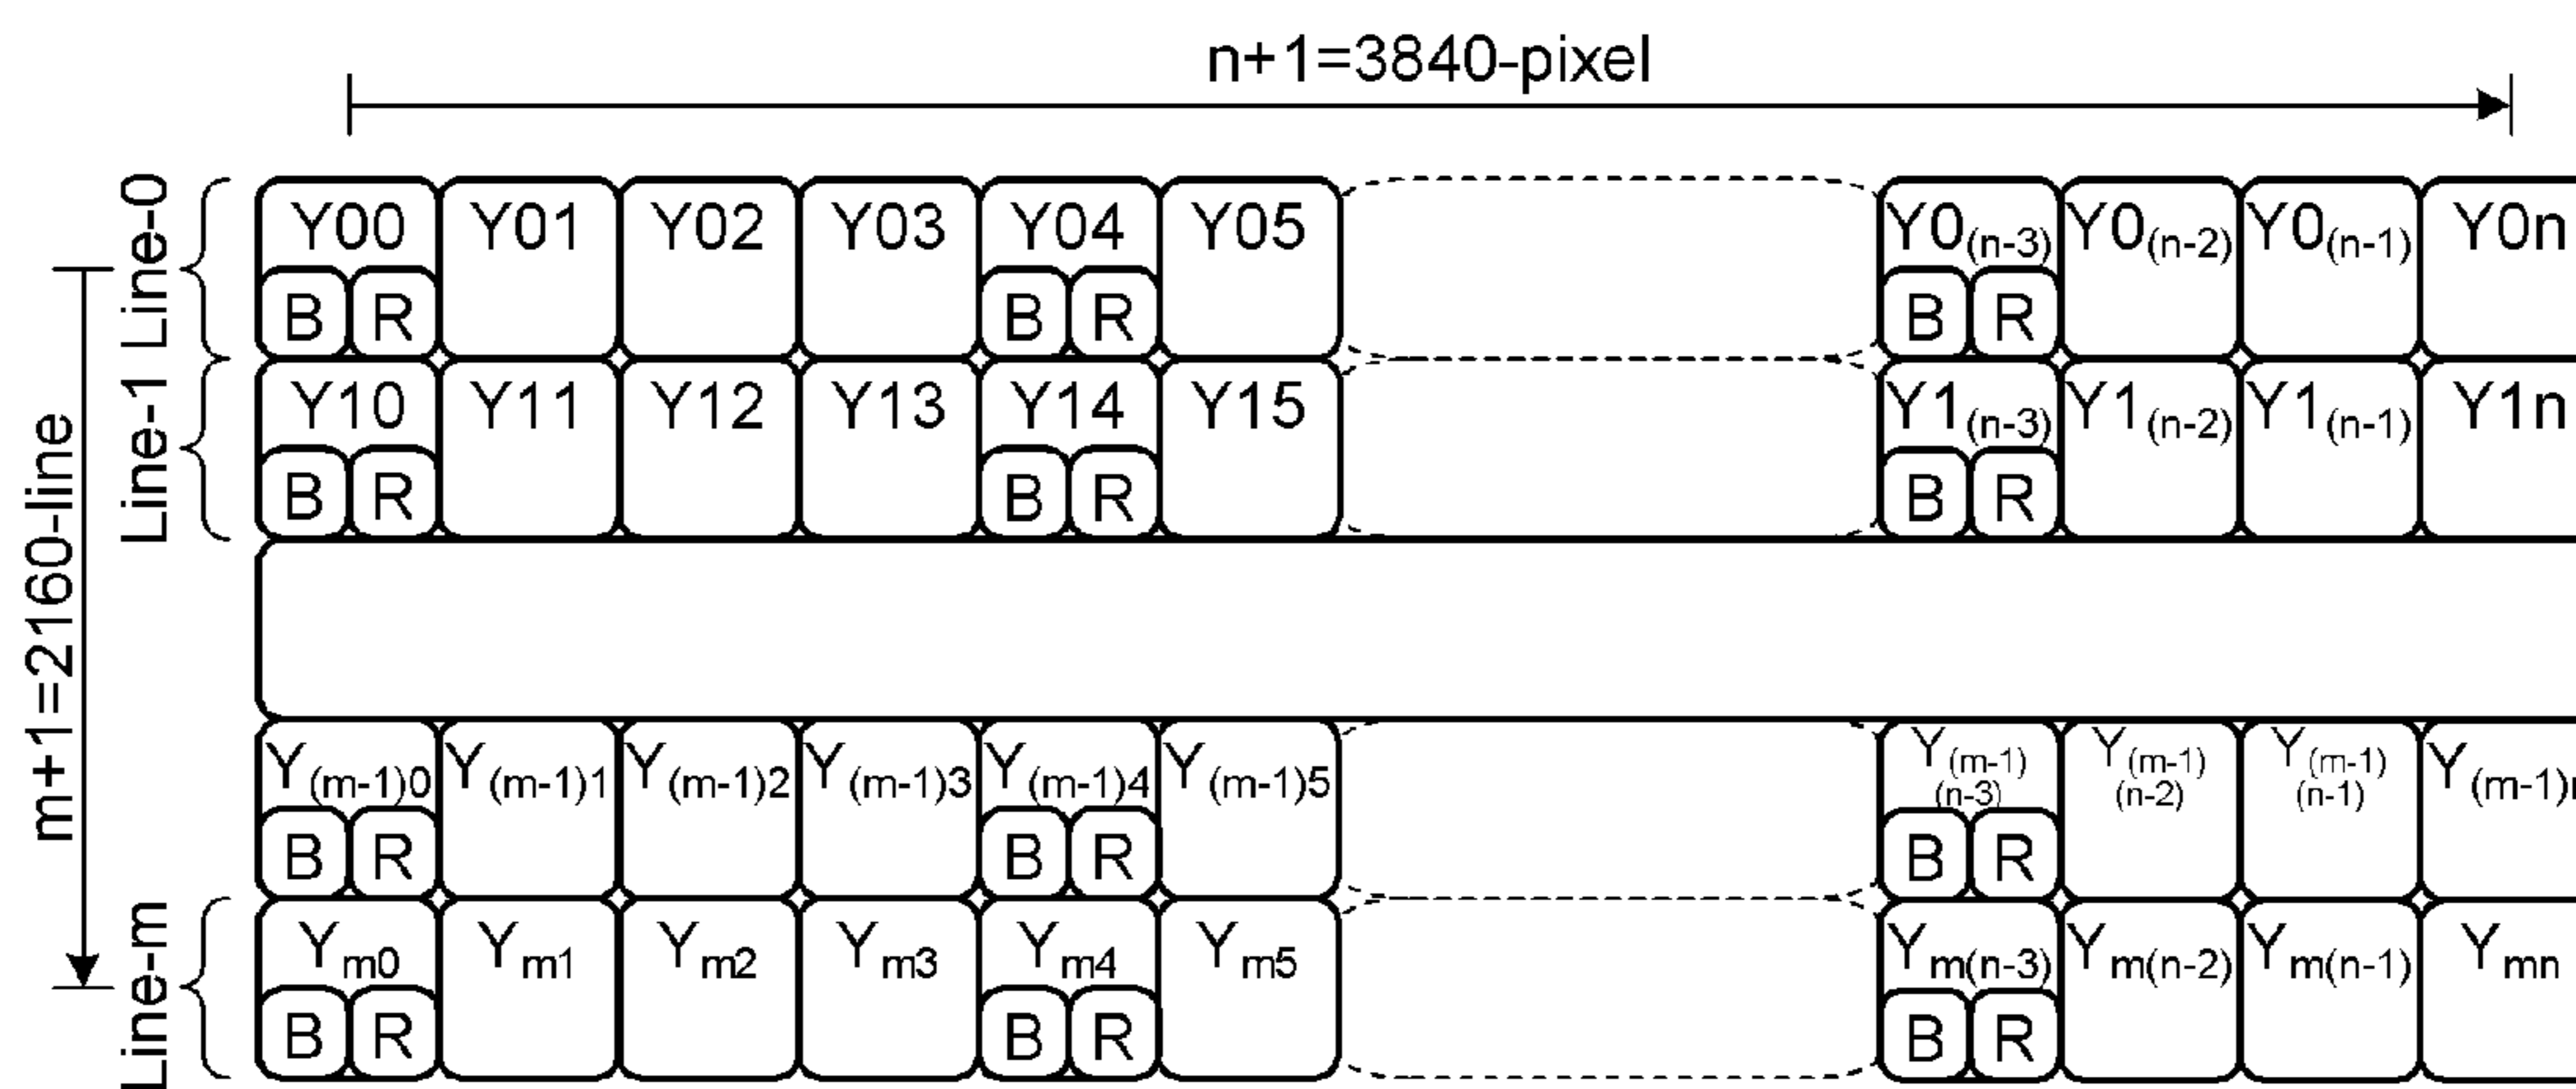 n+1=3840-pixel
m+1=2160-line
Line-0
Y00 Y01 Y02 Y03 Y04 Y05 Y0(n-3) Y0(n-2) Y0(n-1) Y0n
B R B R B R
Line-1
Y10 Y11 Y12 Y13 Y14 Y15 Y1(n-3) Y1(n-2) Y1(n-1) Y1n
B R B R B R
Y(m-1)0 Y(m-1)1 Y(m-1)2 Y(m-1)3 Y(m-1)4 Y(m-1)5 Y(m-1)(n-3) Y(m-1)(n-2) Y(m-1)(n-1) Y(m-1)
B R B R B R
Line-m
Ym0 Ym1 Ym2 Ym3 Ym4 Ym5 Ym(n-3) Ym(n-2) Ym(n-1) Ymn
B R B R B R